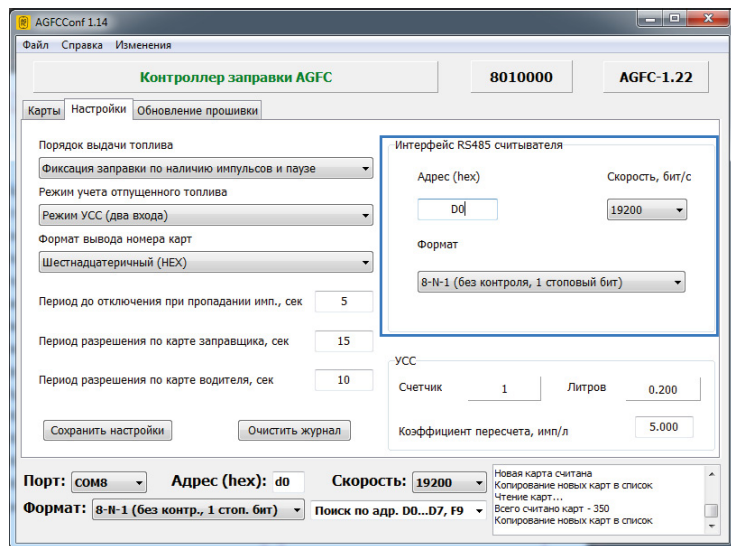 AGFCConf 1.14
Файл Справка Изменения
Контроллер заправки AGFC
8010000
AGFC-1.22
Карты Настройки Обновление прошивки
Порядок выдачи топлива
Фиксация заправки по наличию импульсов и паузе
Режим учета отпущенного топлива
Режим УСС (два входа)
Формат вывода номера карт
Шестнадцатеричный (HEX)
Период до отключения при пропадании имп., сек 5
Период разрешения по карте заправщика, сек 15
Период разрешения по карте водителя, сек 10
Сохранить настройки Очистить журнал
Интерфейс RS485 считывателя
Адрес (hex) Скорость, бит/с
D0 19200
Формат
8-N-1 (без контроля, 1 стоповый бит)
УСС
Счетчик 1 Литров 0.200
Коэффициент пересчета, имп/л 5.000
Порт: COM8 Адрес (hex): d0 Скорость: 19200
Формат: 8-N-1 (без контр., 1 стоп. бит) Поиск по адр. D0...D7, F9
Новая карта считана
Копирование новых карт в список
Чтение карт...
Всего считано карт - 350
Копирование новых карт в список